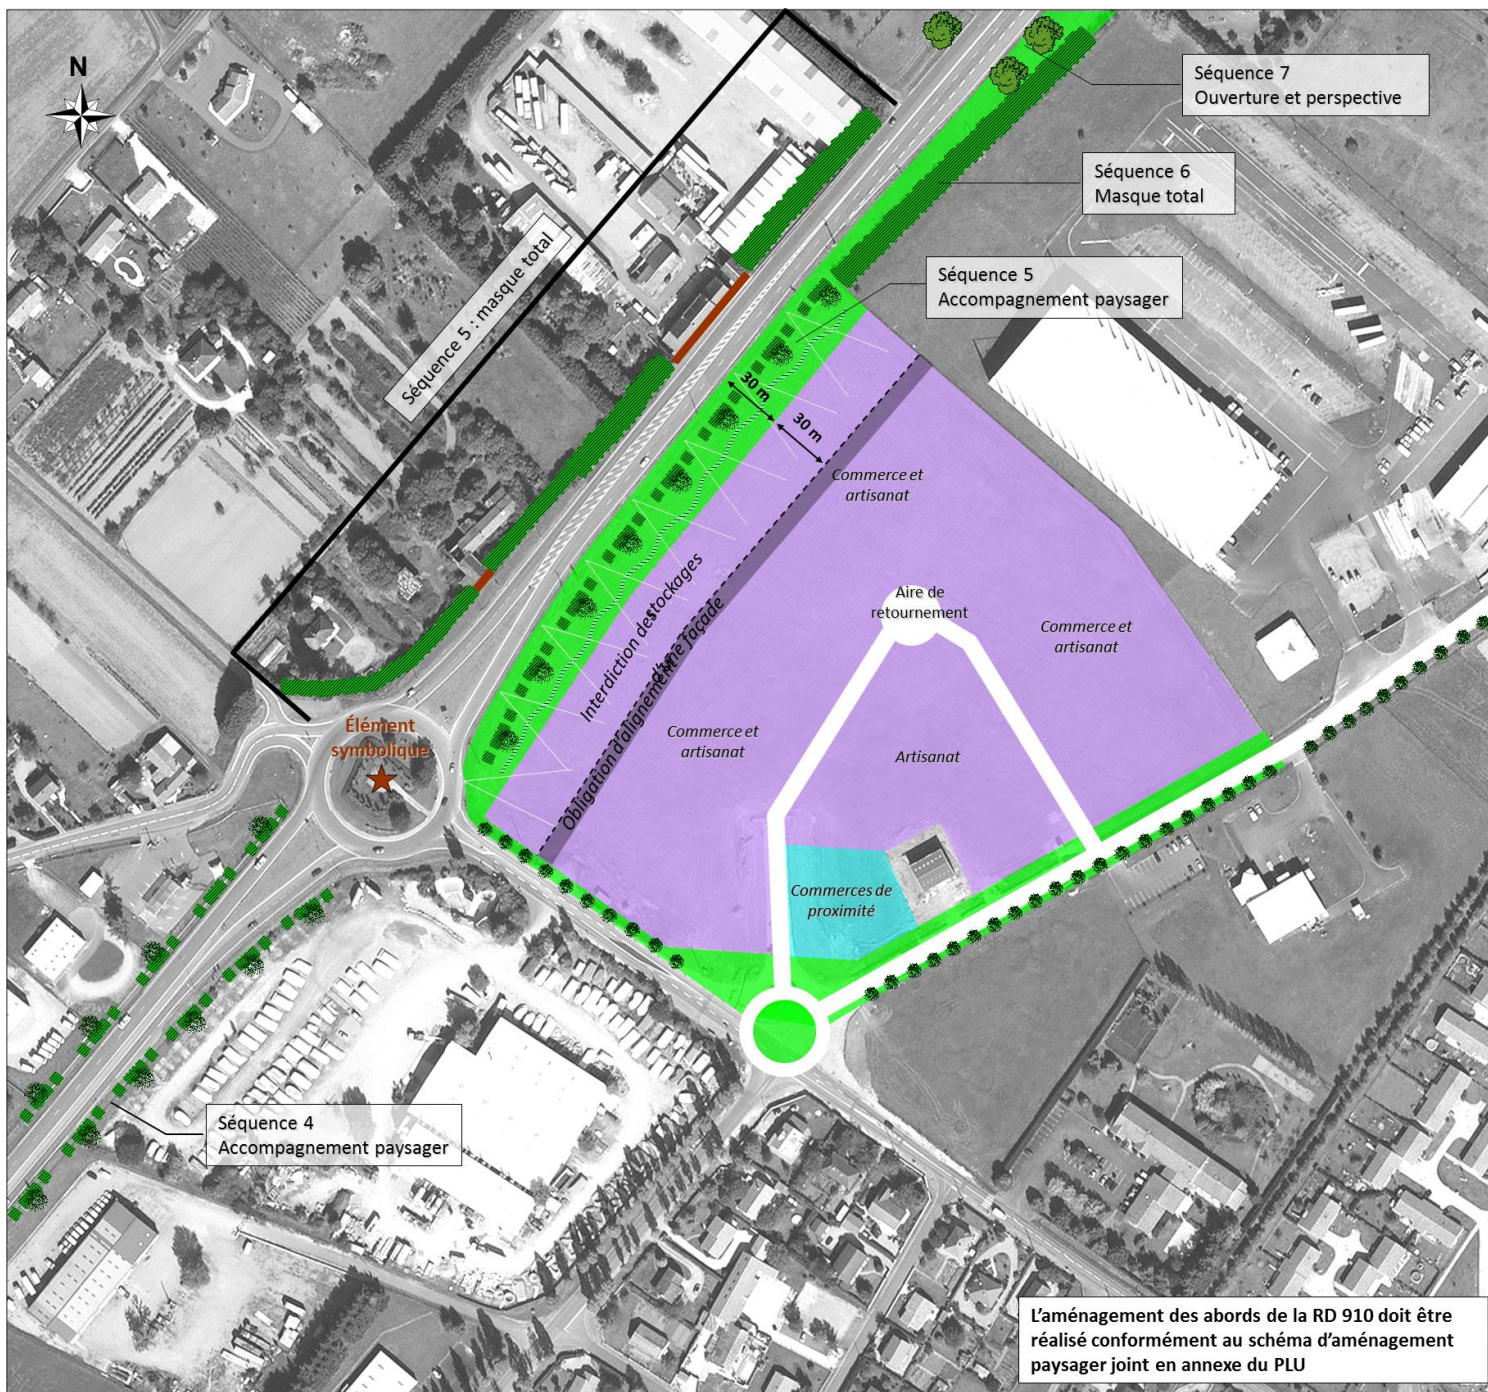 N
Séquence 7
Ouverture et perspective
Séquence 6
Masque total
Séquence 5
Accompagnement paysager
Séquence 5 : masque total
30 m
30 m
Commerce et
artisanat
Interdiction des stockages
Obligation d'alignement d'une façade
Aire de
retournement
Commerce et
artisanat
Commerce et
artisanat
Artisanat
Élément
symbolique
Commerces de
proximité
Séquence 4
Accompagnement paysager
L'aménagement des abords de la RD 910 doit être
réalisé conformément au schéma d'aménagement
paysager joint en annexe du PLU